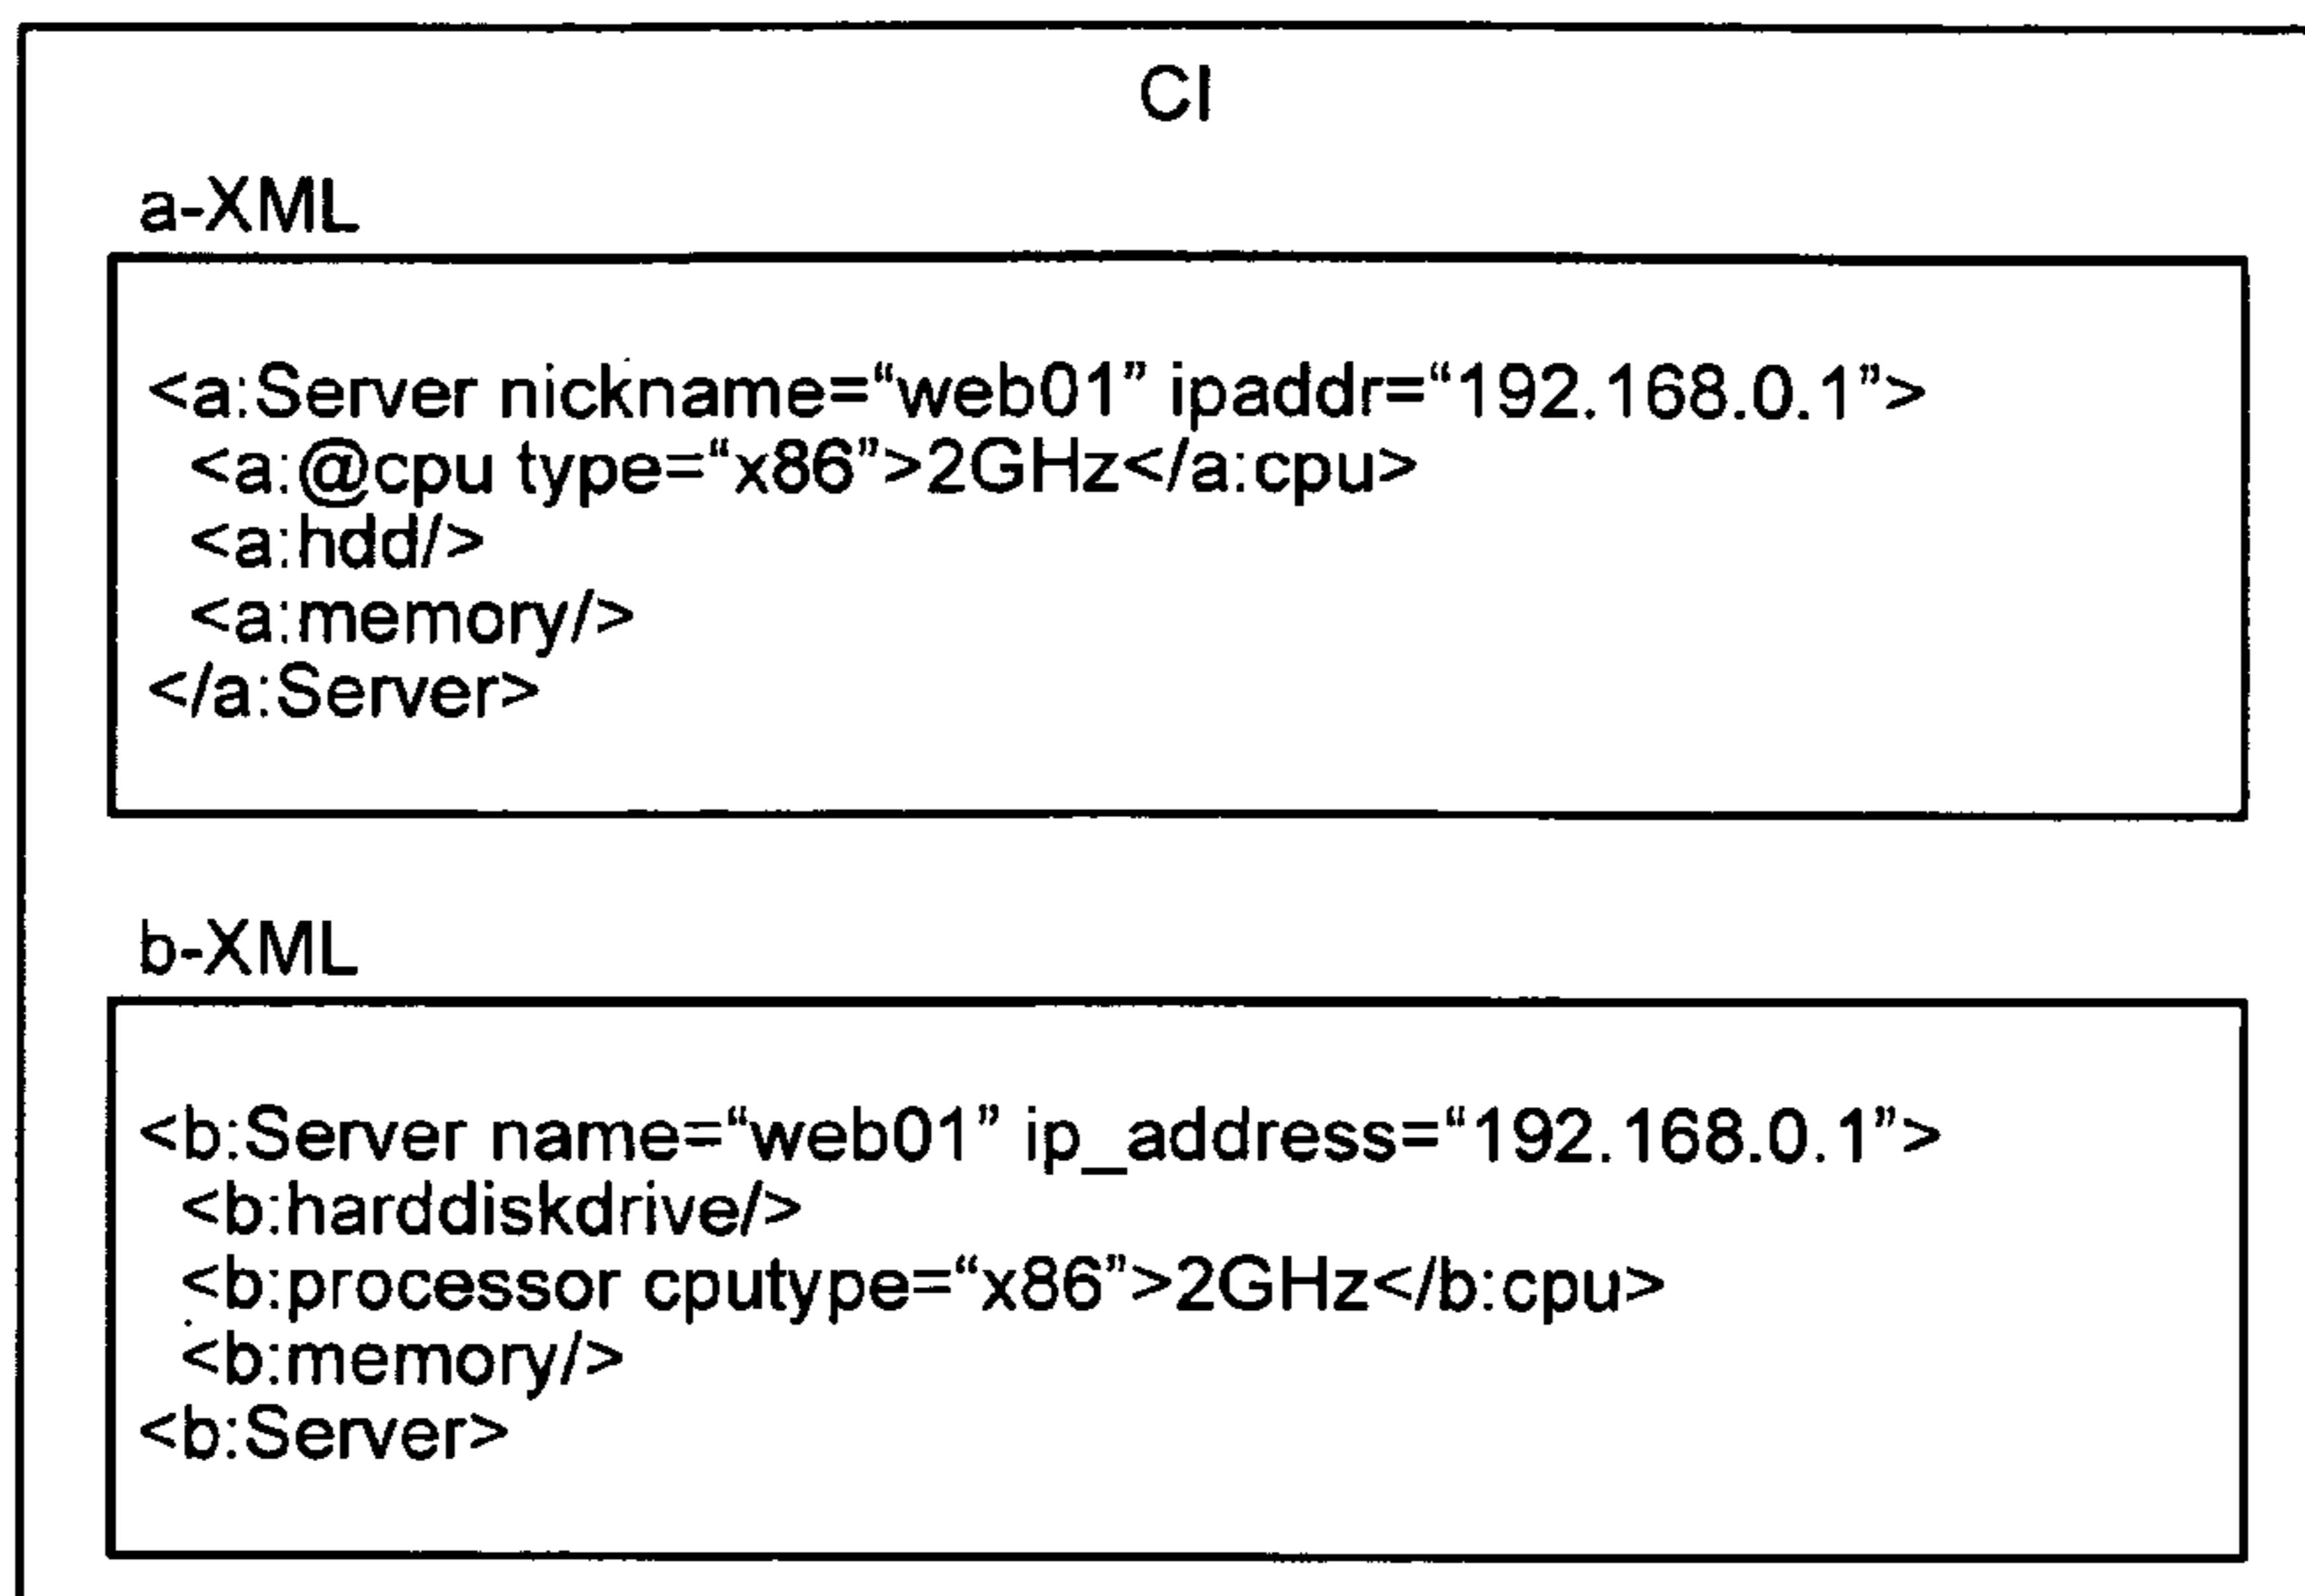 CI
a-XML
<a:Server nickname=“web01” ipaddr=“192.168.0.1”>
<a:@cpu type=“x86”>2GHz</a:cpu>
<a:hdd/>
<a:memory/>
</a:Server>
b-XML
<b:Server name=“web01” ip_address=“192.168.0.1”>
<b:harddiskdrive/>
<b:processor cputype=“x86”>2GHz</b:cpu>
<b:memory/>
<b:Server>